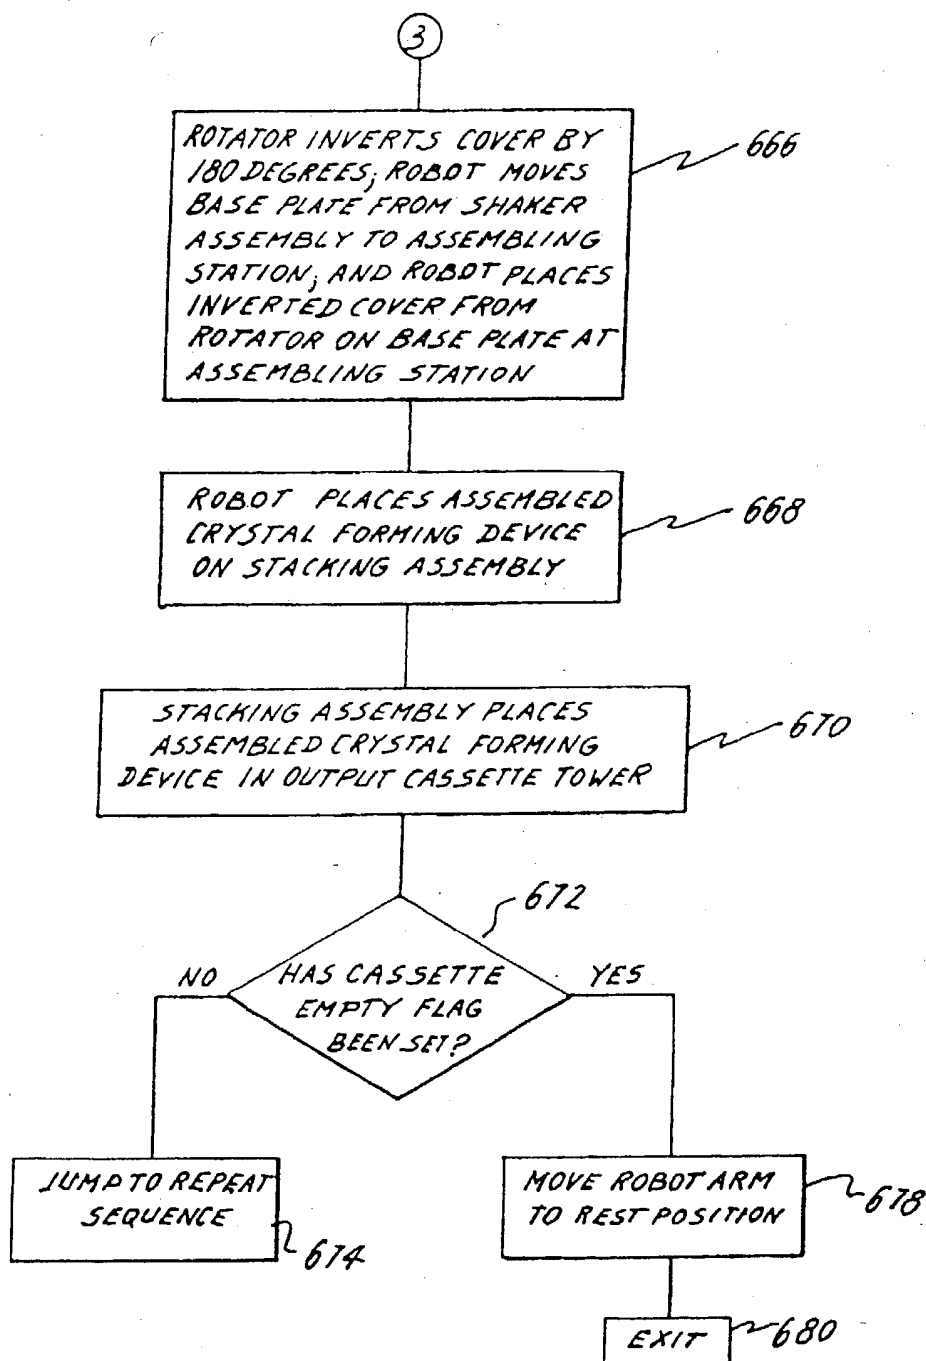 3
ROTATOR INVERTS COVER BY
180 DEGREES; ROBOT MOVES
BASE PLATE FROM SHAKER
ASSEMBLY TO ASSEMBLING
STATION; AND ROBOT PLACES
INVERTED COVER FROM
ROTATOR ON BASE PLATE AT
ASSEMBLING STATION
666
ROBOT PLACES ASSEMBLED
CRYSTAL FORMING DEVICE
ON STACKING ASSEMBLY
668
STACKING ASSEMBLY PLACES
ASSEMBLED CRYSTAL FORMING
DEVICE IN OUTPUT CASSETTE TOWER
670
672
NO
HAS CASSETTE
EMPTY FLAG
BEEN SET?
YES
JUMP TO REPEAT
SEQUENCE
674
MOVE ROBOT ARM
TO REST POSITION
678
EXIT
680